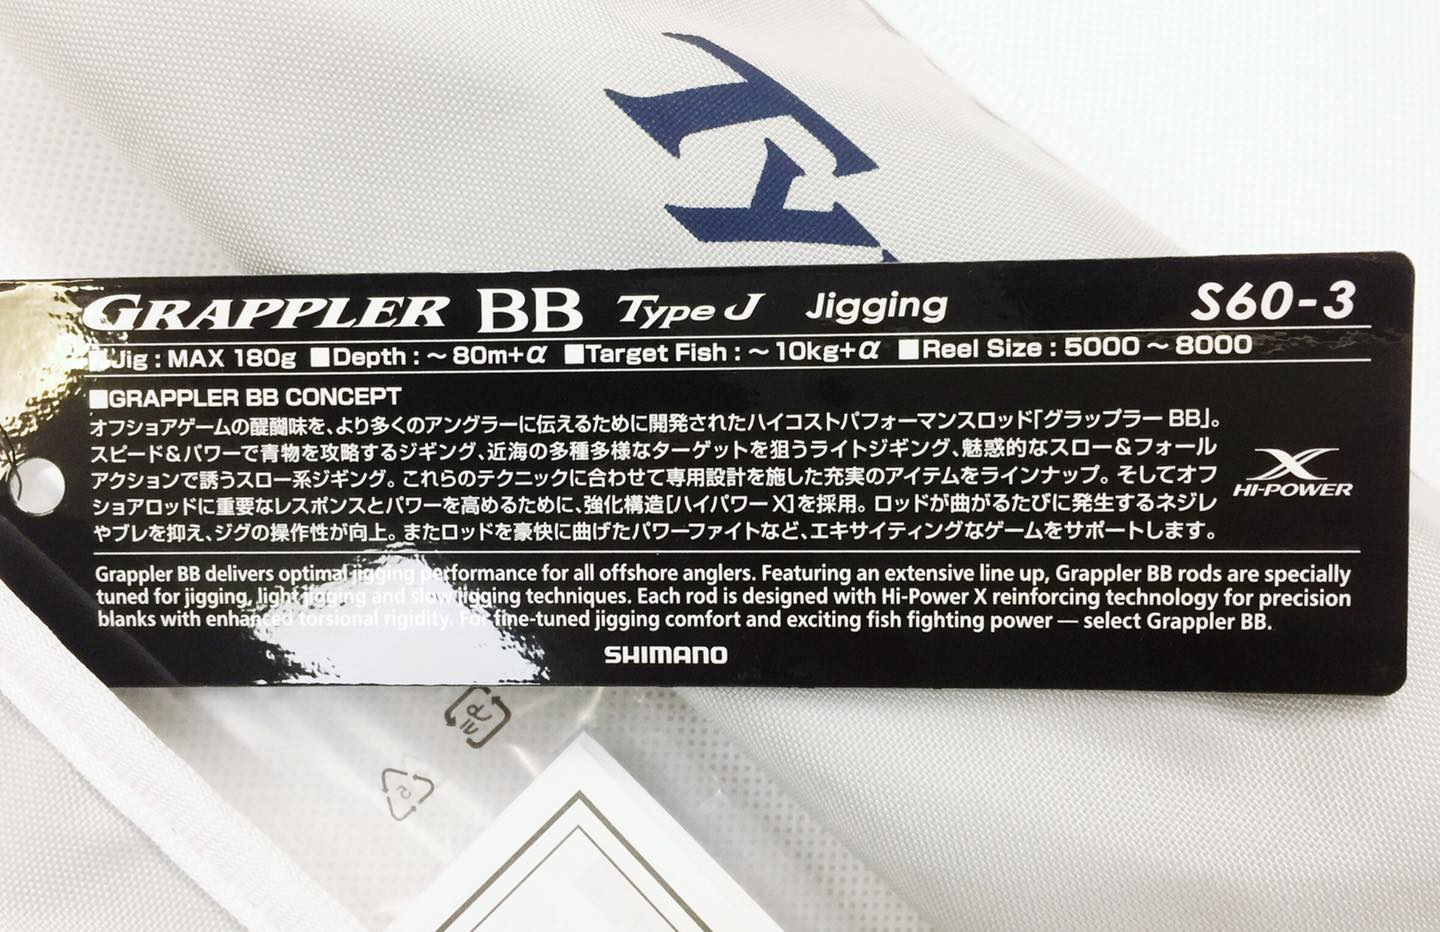 GRAPPLER BB Type J Jigging S60-3
■Jig : MAX 180g ■Depth : ～80m+α ■Target Fish : ～10kg+α ■Reel Size : 5000～8000
■GRAPPLER BB CONCEPT
オフショアゲームの醍醐味を、より多くのアングラーに伝えるために開発されたハイコストパフォーマンスロッド「グラップラー BB」。
スピード&パワーで青物を攻略するジギング、近海の多種多様なターゲットを狙うライトジギング、魅惑的なスロー&フォール
アクションで誘うスロー系ジギング。これらのテクニックに合わせて専用設計を施した充実のアイテムをラインナップ。そしてオフ
ショアロッドに重要なレスポンスとパワーを高めるために、強化構造[ハイパワー X]を採用。ロッドが曲がるたびに発生するネジレ
やブレを抑え、ジグの操作性が向上。またロッドを豪快に曲げたパワーファイトなど、エキサイティングなゲームをサポートします。
X
HI-POWER
Grappler BB delivers optimal jigging performance for all offshore anglers. Featuring an extensive line up, Grappler BB rods are specially
tuned for jigging, light jigging and slow jigging techniques. Each rod is designed with Hi-Power X reinforcing technology for precision
blanks with enhanced torsional rigidity. For fine-tuned jigging comfort and exciting fish fighting power — select Grappler BB.
SHIMANO
プラ